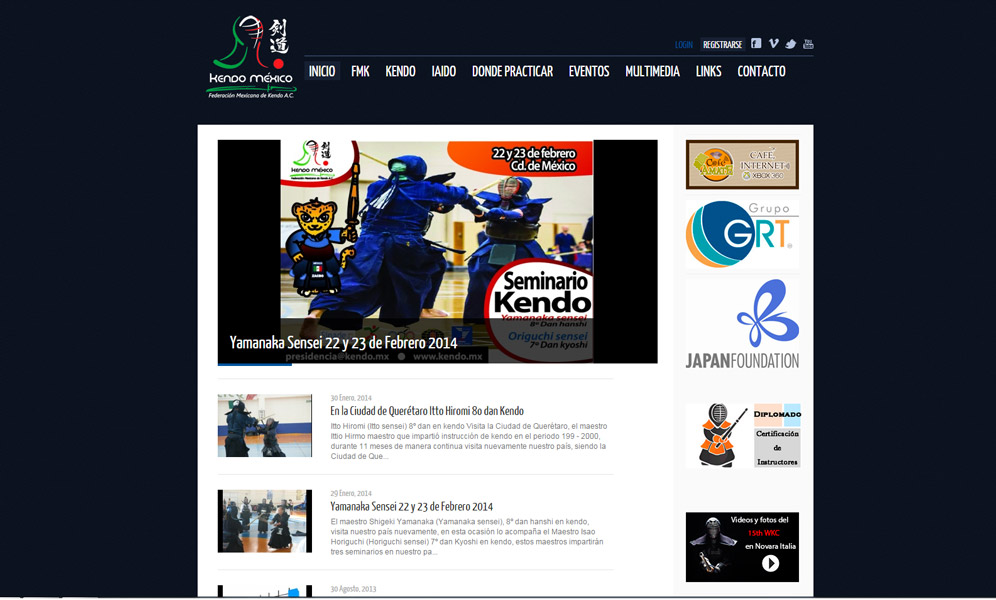 剣道
KENDO MÉXICO
Federación Mexicana de Kendo A.C.
LOGIN REGISTRARSE
INICIO FMK KENDO IAIDO DONDE PRACTICAR EVENTOS MULTIMEDIA LINKS CONTACTO
剣道
KENDO MÉXICO
22 y 23 de febrero
Cd. de México
Seminario
Kendo
Yamanaka sensei
8º Dan hanshi
Origuchi sensei
7º Dan kyoshi
Yamanaka Sensei 22 y 23 de Febrero 2014
presidencia@kendo.mx ● www.kendo.mx
30 Enero, 2014
En la Ciudad de Querétaro Itto Hiromi 8o dan Kendo
Itto Hiromi (Itto sensei) 8º dan en kendo Visita la Ciudad de Querétaro, el maestro
Itto Hirmo maestro que impartió instrucción de kendo en el periodo 199 - 2000,
durante 11 meses de manera continua visita nuevamente nuestro país, siendo la
Ciudad de Que...
29 Enero, 2014
Yamanaka Sensei 22 y 23 de Febrero 2014
El maestro Shigeki Yamanaka (Yamanaka sensei), 8º dan hanshi en kendo,
visita nuestro país nuevamente, en esta ocasión lo acompaña el Maestro Isao
Horiguchi (Horiguchi sensei) 7º dan Kyoshi en kendo, estos maestros impartirán
tres seminarios en nuestro pa...
30 Agosto, 2013
Café
AMATE
CAFÉ
INTERNET
XBOX 360
Grupo
GRT
JAPANFOUNDATION
DIPLOMADO
Certificación
de
Instructores
Videos y fotos del
15th WKC
en Novara Italia